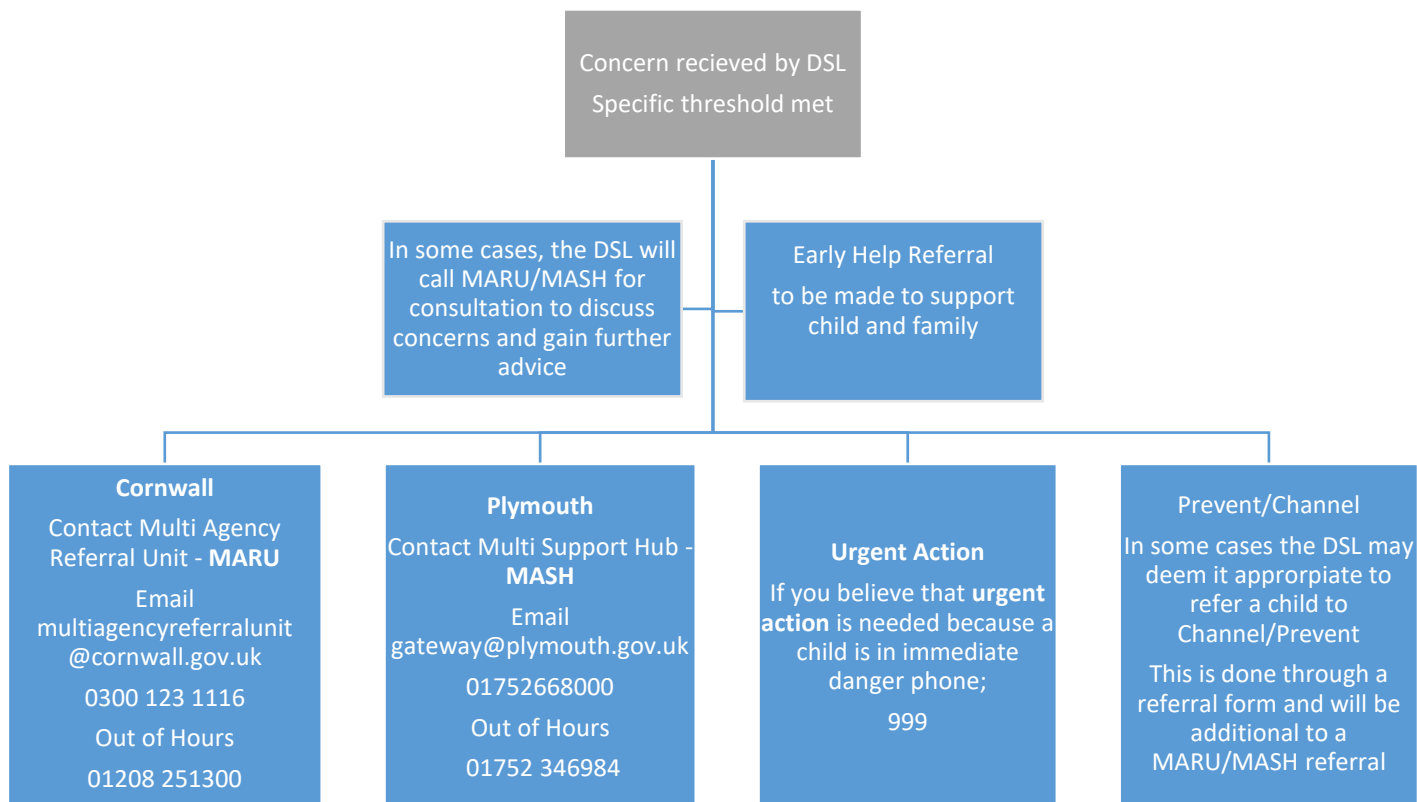 Concern recieved by DSL
Specific threshold met
In some cases, the DSL will
call MARU/MASH for
consultation to discuss
concerns and gain further
advice
Early Help Referral
to be made to support
child and family
Cornwall
Contact Multi Agency
Referral Unit - MARU
Email
multiagencyreferralunit
@cornwall.gov.uk
0300 123 1116
Out of Hours
01208 251300
Plymouth
Contact Multi Support Hub -
MASH
Email
gateway@plymouth.gov.uk
01752668000
Out of Hours
01752 346984
Urgent Action
If you believe that urgent
action is needed because a
child is in immediate
danger phone;
999
Prevent/Channel
In some cases the DSL may
deem it approrpiate to
refer a child to
Channel/Prevent
This is done through a
referral form and will be
additional to a
MARU/MASH referral